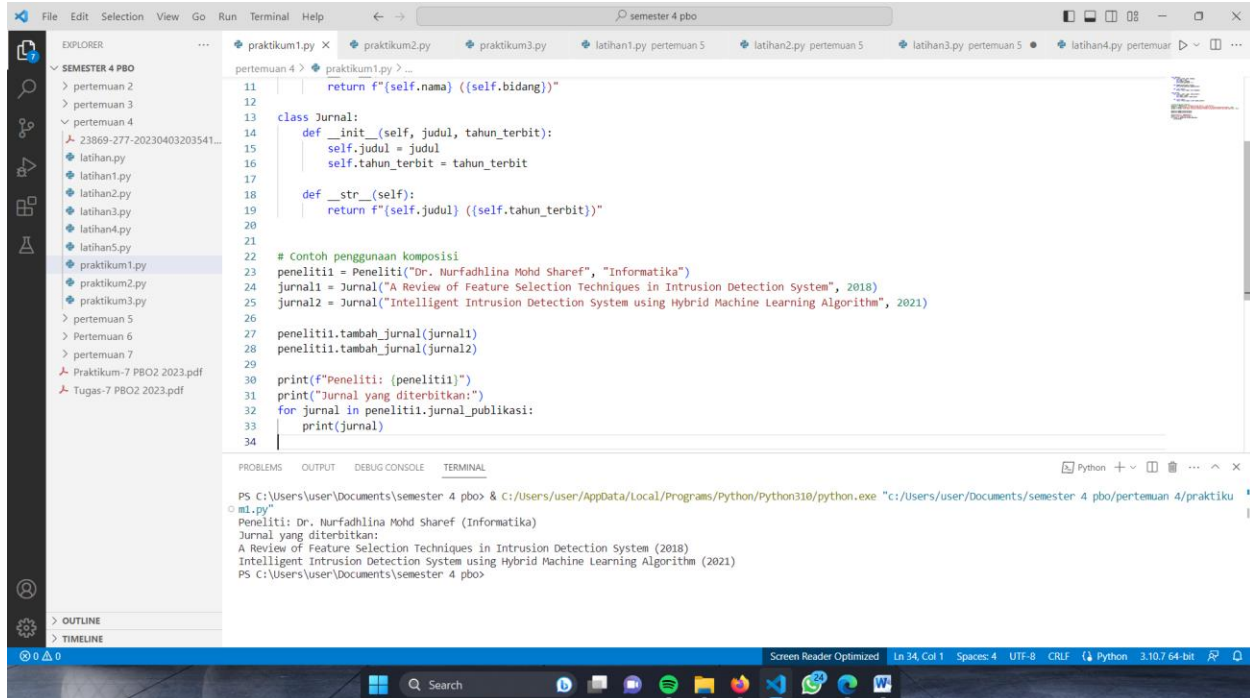 File Edit Selection View Go Run Terminal Help
semester 4 pbo
EXPLORER
praktikum1.py praktikum2.py praktikum3.py latihan1.py pertemuan 5 latihan2.py pertemuan 5 latihan3.py pertemuan 5 latihan4.py pertemuar
SEMESTER 4 PBO
pertemuan 2
pertemuan 3
pertemuan 4
23869-277-20230403203541...
latihan.py
latihan1.py
latihan2.py
latihan3.py
latihan4.py
latihan5.py
praktikum1.py
praktikum2.py
praktikum3.py
pertemuan 5
Pertemuan 6
pertemuan 7
Praktikum-7 PBO2 2023.pdf
Tugas-7 PBO2 2023.pdf
OUTLINE
TIMELINE
pertemuan 4 > praktikum1.py > ...
11 return f"{self.nama} ({self.bidang})"
12
13 class Jurnal:
14 def __init__(self, judul, tahun_terbit):
15 self.judul = judul
16 self.tahun_terbit = tahun_terbit
17
18 def __str__(self):
19 return f"{self.judul} ({self.tahun_terbit})"
20
21
22 # Contoh penggunaan komposisi
23 peneliti1 = Peneliti("Dr. Nurfadhlina Mohd Sharef", "Informatika")
24 jurnal1 = Jurnal("A Review of Feature Selection Techniques in Intrusion Detection System", 2018)
25 jurnal2 = Jurnal("Intelligent Intrusion Detection System using Hybrid Machine Learning Algorithm", 2021)
26
27 peneliti1.tambah_jurnal(jurnal1)
28 peneliti1.tambah_jurnal(jurnal2)
29
30 print(f"Peneliti: {peneliti1}")
31 print("Jurnal yang diterbitkan:")
32 for jurnal in peneliti1.jurnal_publikasi:
33 print(jurnal)
34
PROBLEMS OUTPUT DEBUG CONSOLE TERMINAL
Python
PS C:\Users\user\Documents\semester 4 pbo> & C:/Users/user/AppData/Local/Programs/Python/Python310/python.exe "c:/Users/user/Documents/semester 4 pbo/pertemuan 4/praktiku
m1.py"
Peneliti: Dr. Nurfadhlina Mohd Sharef (Informatika)
Jurnal yang diterbitkan:
A Review of Feature Selection Techniques in Intrusion Detection System (2018)
Intelligent Intrusion Detection System using Hybrid Machine Learning Algorithm (2021)
PS C:\Users\user\Documents\semester 4 pbo>
0 0 Screen Reader Optimized Ln 34, Col 1 Spaces: 4 UTF-8 CRLF Python 3.10.7 64-bit
Search
24